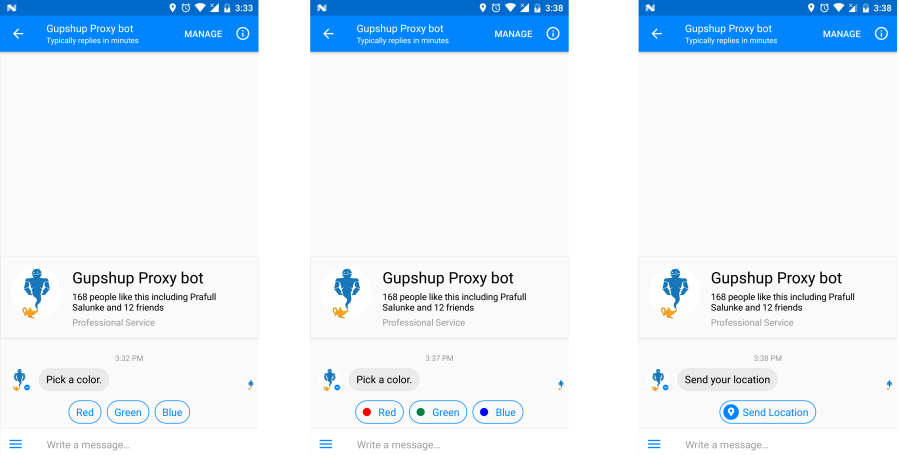 3:33
Gupshup Proxy bot
Typically replies in minutes
MANAGE
Gupshup Proxy bot
168 people like this including Prafull
Salunke and 12 friends
Professional Service
3:32 PM
Pick a color.
Red Green Blue
Write a message...
3:38
Gupshup Proxy bot
Typically replies in minutes
MANAGE
Gupshup Proxy bot
168 people like this including Prafull
Salunke and 12 friends
Professional Service
3:37 PM
Pick a color.
Red Green Blue
Write a message...
3:38
Gupshup Proxy bot
Typically replies in minutes
MANAGE
Gupshup Proxy bot
168 people like this including Prafull
Salunke and 12 friends
Professional Service
3:38 PM
Send your location
Send Location
Write a message...